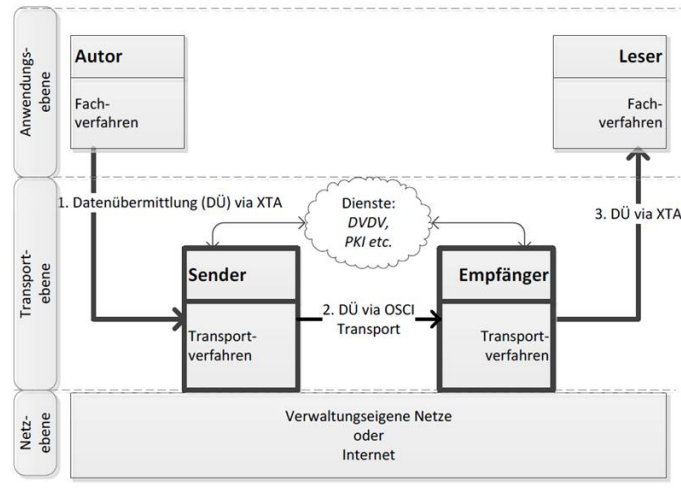 Anwendungs-
ebene
Autor
Fach-
verfahren
Leser
Fach-
verfahren
Transport-
ebene
1. Datenübermittlung (DÜ) via XTA
Dienste:
DVDV,
PKI etc.
3. DÜ via XTA
Sender
Transport-
verfahren
2. DÜ via OSCI
Transport
Empfänger
Transport-
verfahren
Netz-
ebene
Verwaltungseigene Netze
oder
Internet